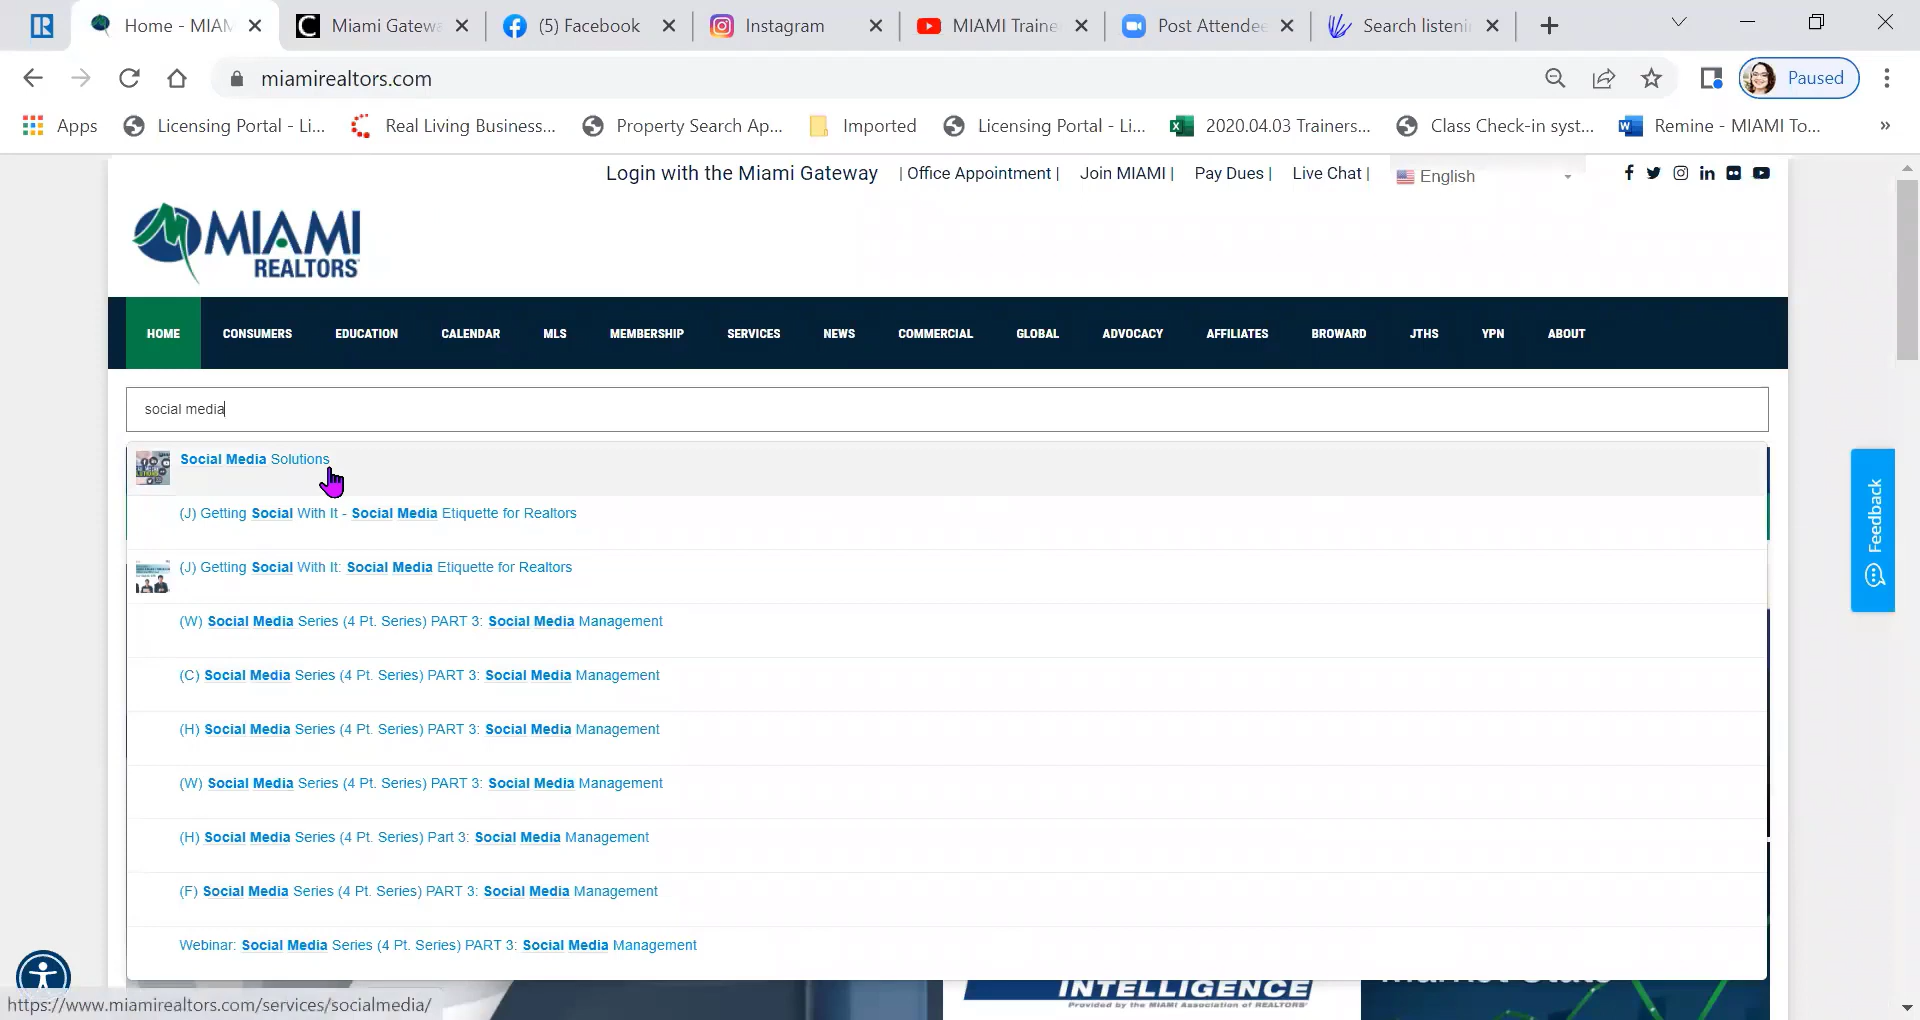 Home - MIAM
Miami Gatew
(5) Facebook
Instagram
MIAMI Traine
Post Attende
Search listenin
miamirealtors.com
Paused
Apps
Licensing Portal - Li...
Real Living Business...
Property Search Ap...
Imported
Licensing Portal - Li...
2020.04.03 Trainers...
Class Check-in syst...
Remine - MIAMI To...
»
Login with the Miami Gateway
| Office Appointment |
Join MIAMI |
Pay Dues |
Live Chat |
English
MIAMI
REALTORS
HOME
CONSUMERS
EDUCATION
CALENDAR
MLS
MEMBERSHIP
SERVICES
NEWS
COMMERCIAL
GLOBAL
ADVOCACY
AFFILIATES
BROWARD
JTHS
YPN
ABOUT
social media
Social Media Solutions
(J) Getting Social With It - Social Media Etiquette for Realtors
(J) Getting Social With It: Social Media Etiquette for Realtors
(W) Social Media Series (4 Pt. Series) PART 3: Social Media Management
(C) Social Media Series (4 Pt. Series) PART 3: Social Media Management
(H) Social Media Series (4 Pt. Series) PART 3: Social Media Management
(W) Social Media Series (4 Pt. Series) PART 3: Social Media Management
(H) Social Media Series (4 Pt. Series) Part 3: Social Media Management
(F) Social Media Series (4 Pt. Series) PART 3: Social Media Management
Webinar: Social Media Series (4 Pt. Series) PART 3: Social Media Management
Feedback
INTELLIGENCE
Provided by the MIAMI Association of REALTORS®
https://www.miamirealtors.com/services/socialmedia/